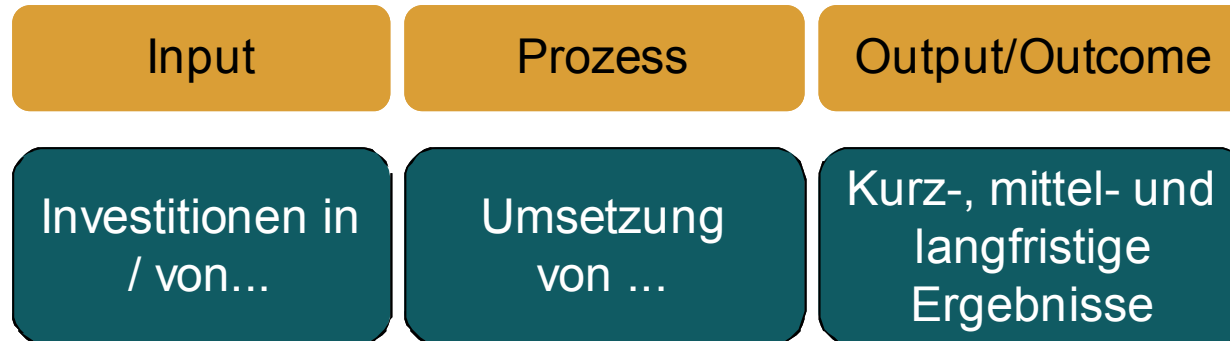 Input
Prozess
Output/Outcome
Investitionen in
/ von...
Umsetzung
von ...
Kurz-, mittel- und
langfristige
Ergebnisse